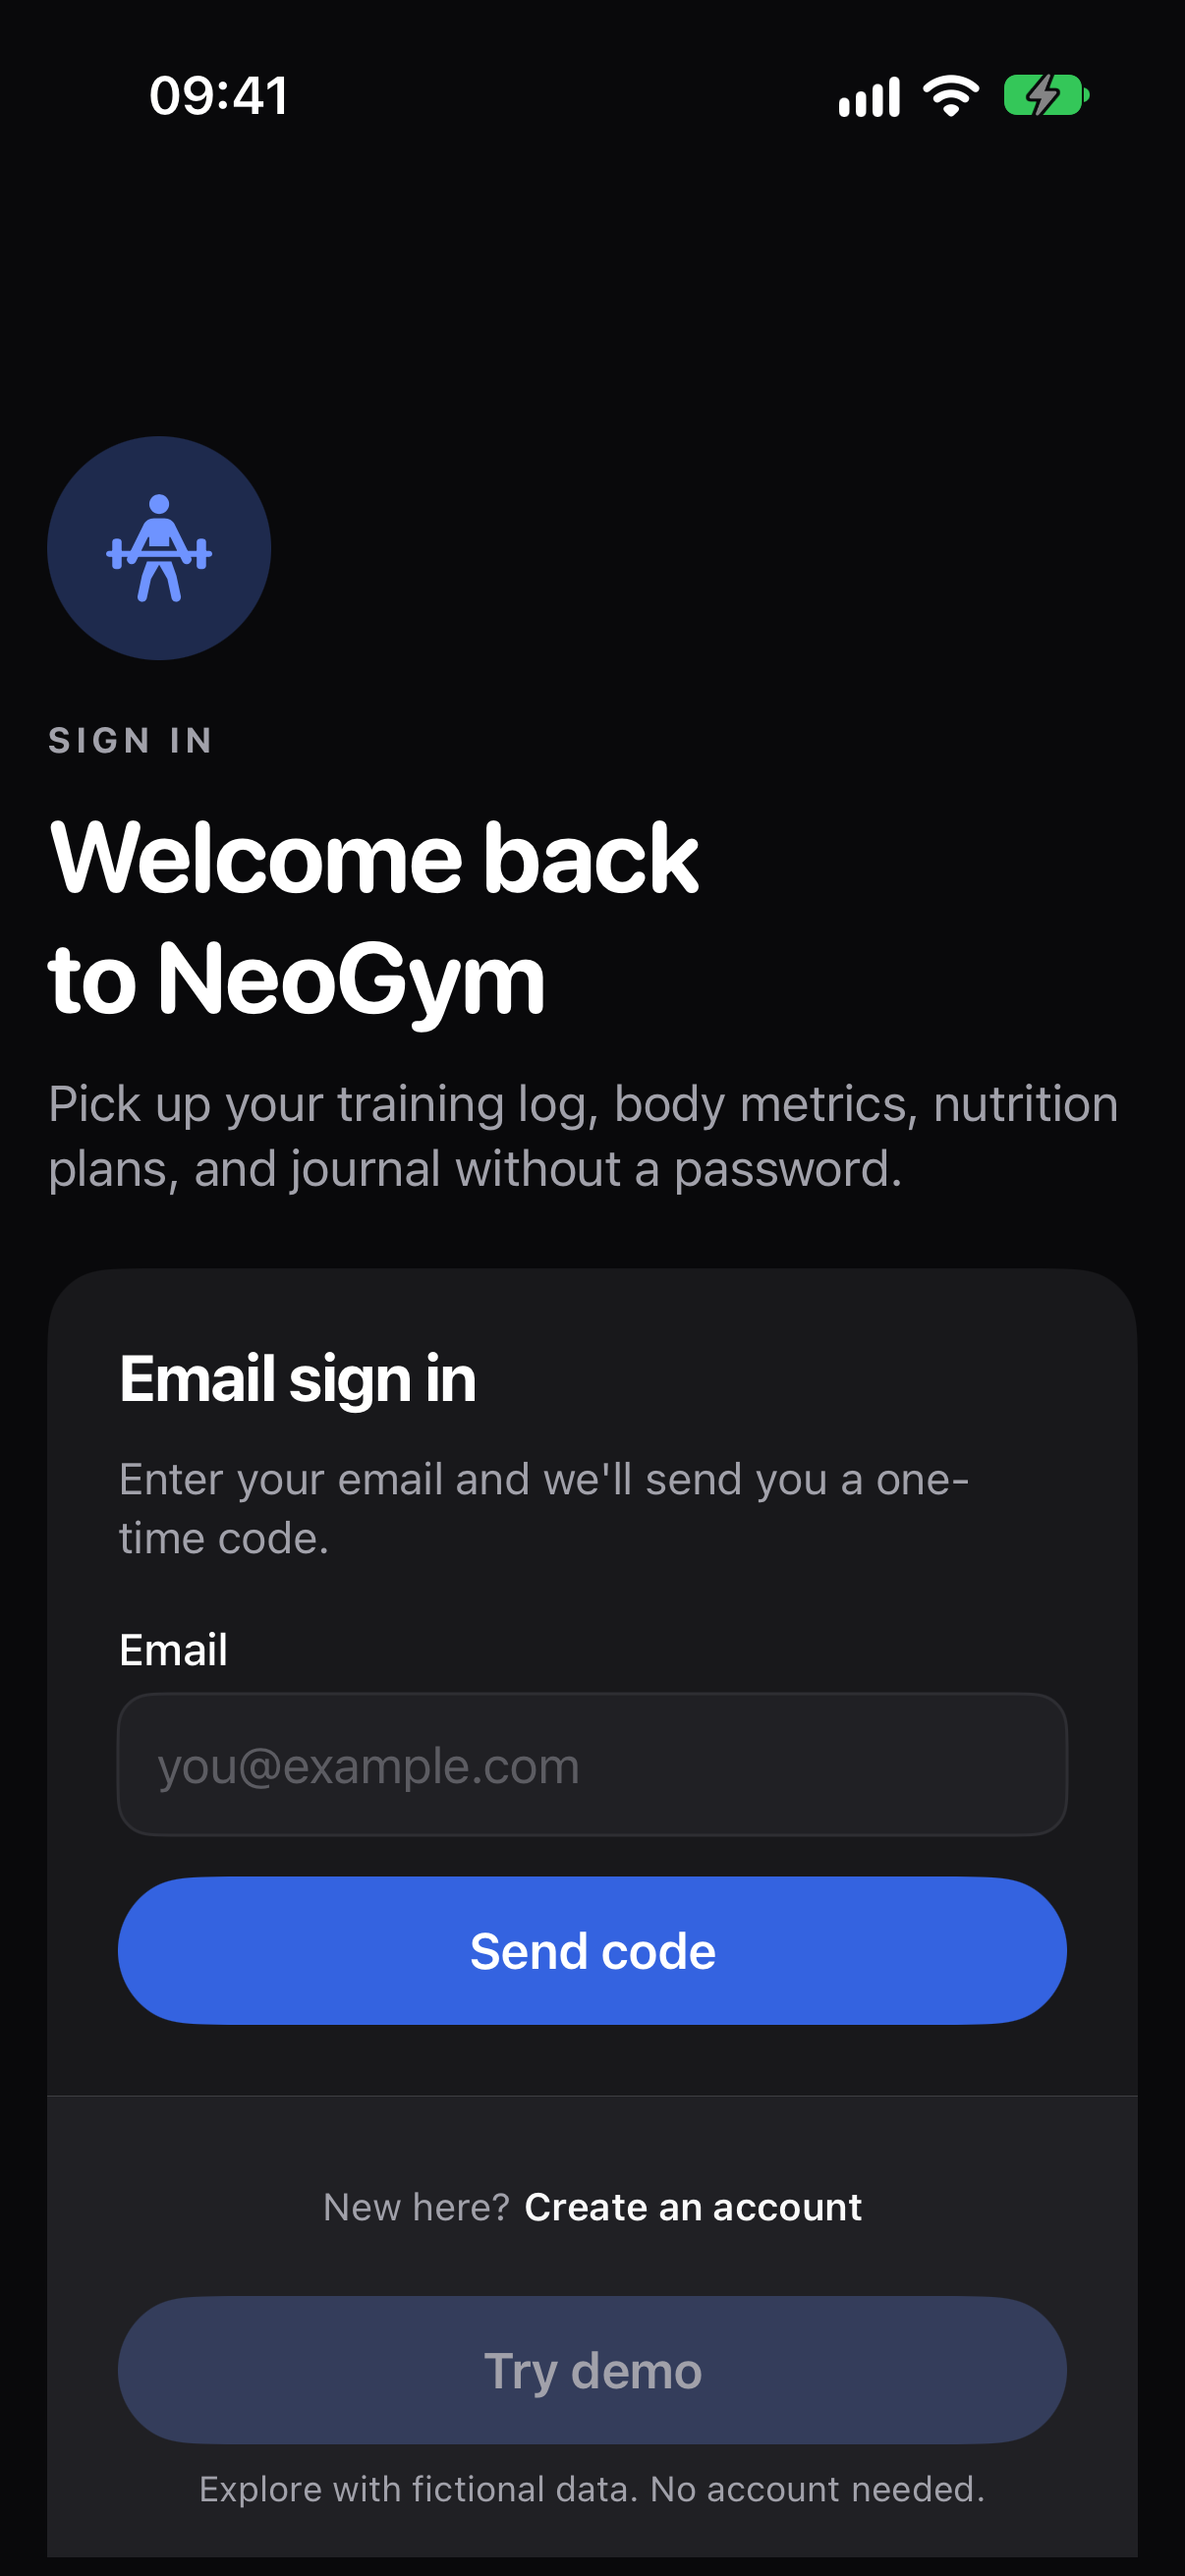 09:41
SIGN IN
Welcome back
to NeoGym
Pick up your training log, body metrics, nutrition
plans, and journal without a password.
Email sign in
Enter your email and we'll send you a one-
time code.
Email
you@example.com
Send code
New here? Create an account
Try demo
Explore with fictional data. No account needed.